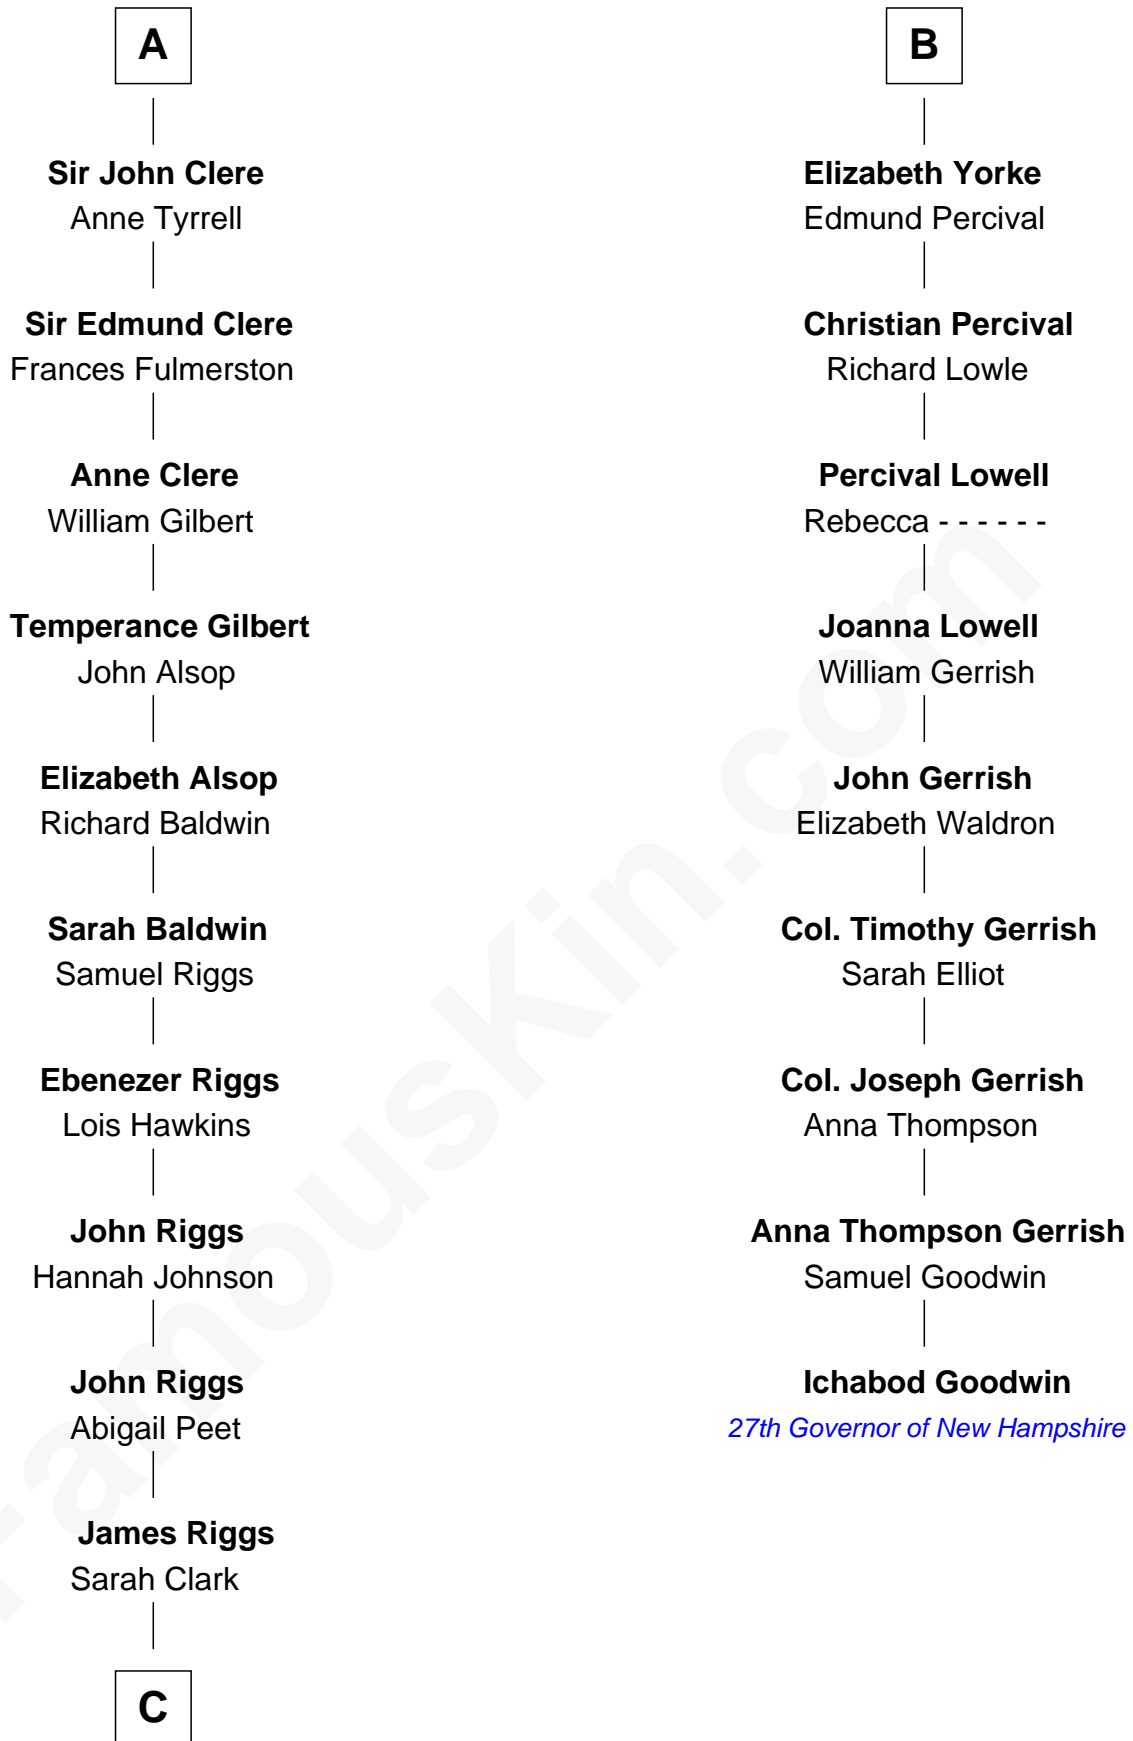 A
Sir John Clere
Anne Tyrrell
Sir Edmund Clere
Frances Fulmerston
Anne Clere
William Gilbert
Temperance Gilbert
John Alsop
Elizabeth Alsop
Richard Baldwin
Sarah Baldwin
Samuel Riggs
Ebenezer Riggs
Lois Hawkins
John Riggs
Hannah Johnson
John Riggs
Abigail Peet
James Riggs
Sarah Clark
C
B
Elizabeth Yorke
Edmund Percival
Christian Percival
Richard Lowle
Percival Lowell
Rebecca - - - - - -
Joanna Lowell
William Gerrish
John Gerrish
Elizabeth Waldron
Col. Timothy Gerrish
Sarah Elliot
Col. Joseph Gerrish
Anna Thompson
Anna Thompson Gerrish
Samuel Goodwin
Ichabod Goodwin
27th Governor of New Hampshire
FamousKin.com